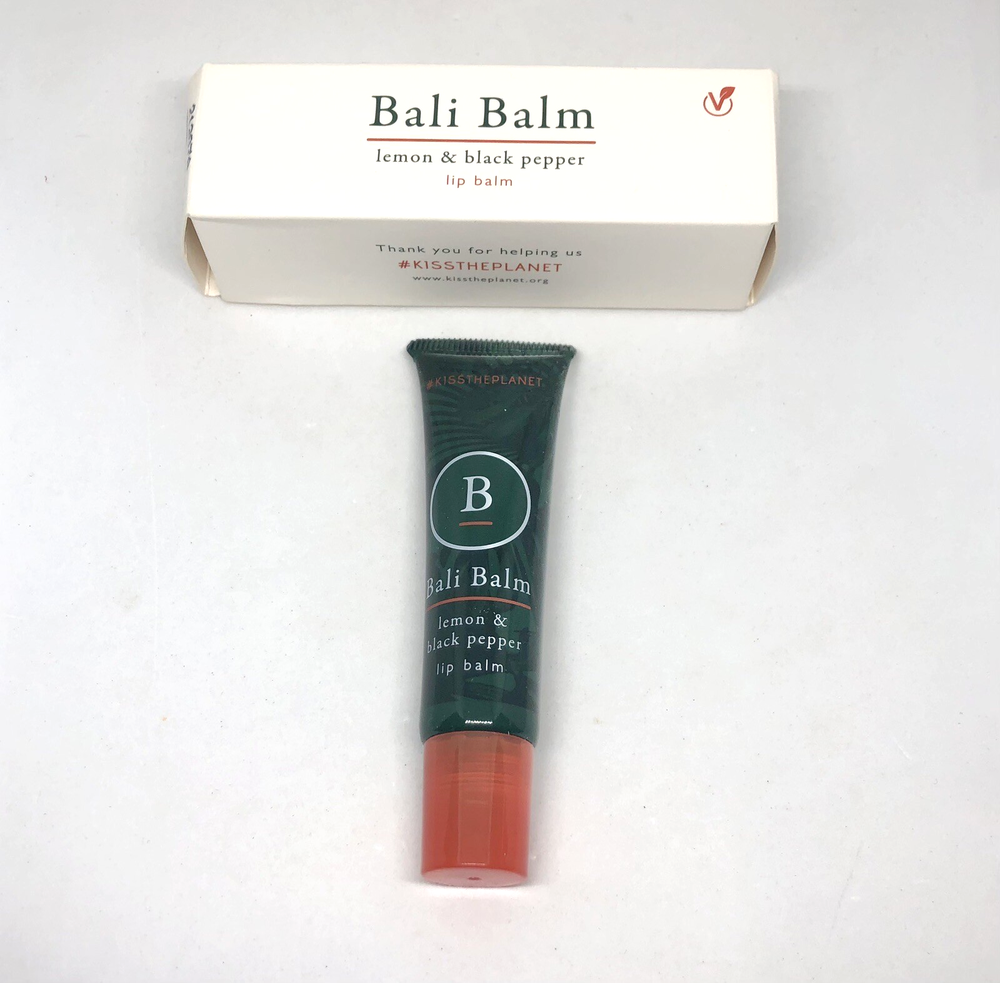 Bali Balm
lemon & black pepper
lip balm
Thank you for helping us
#KISSTHEPLANET
www.kisstheplanet.org
#KISSTHEPLANET
B
Bali Balm
lemon &
black pepper
lip balm